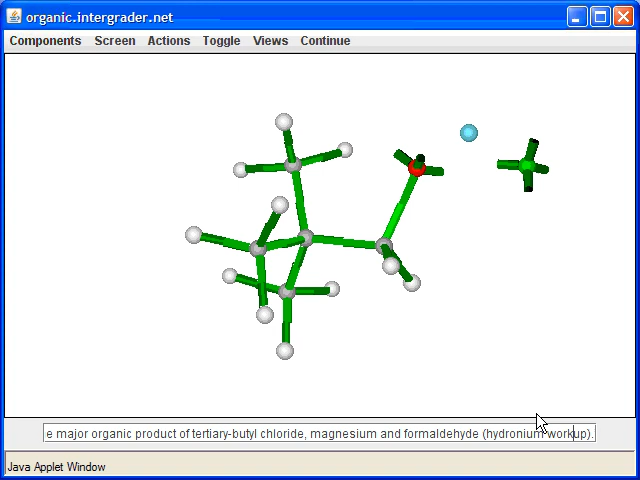 organic.intergrader.net
Components Screen Actions Toggle Views Continue
e major organic product of tertiary-butyl chloride, magnesium and formaldehyde (hydronium workup).
Java Applet Window